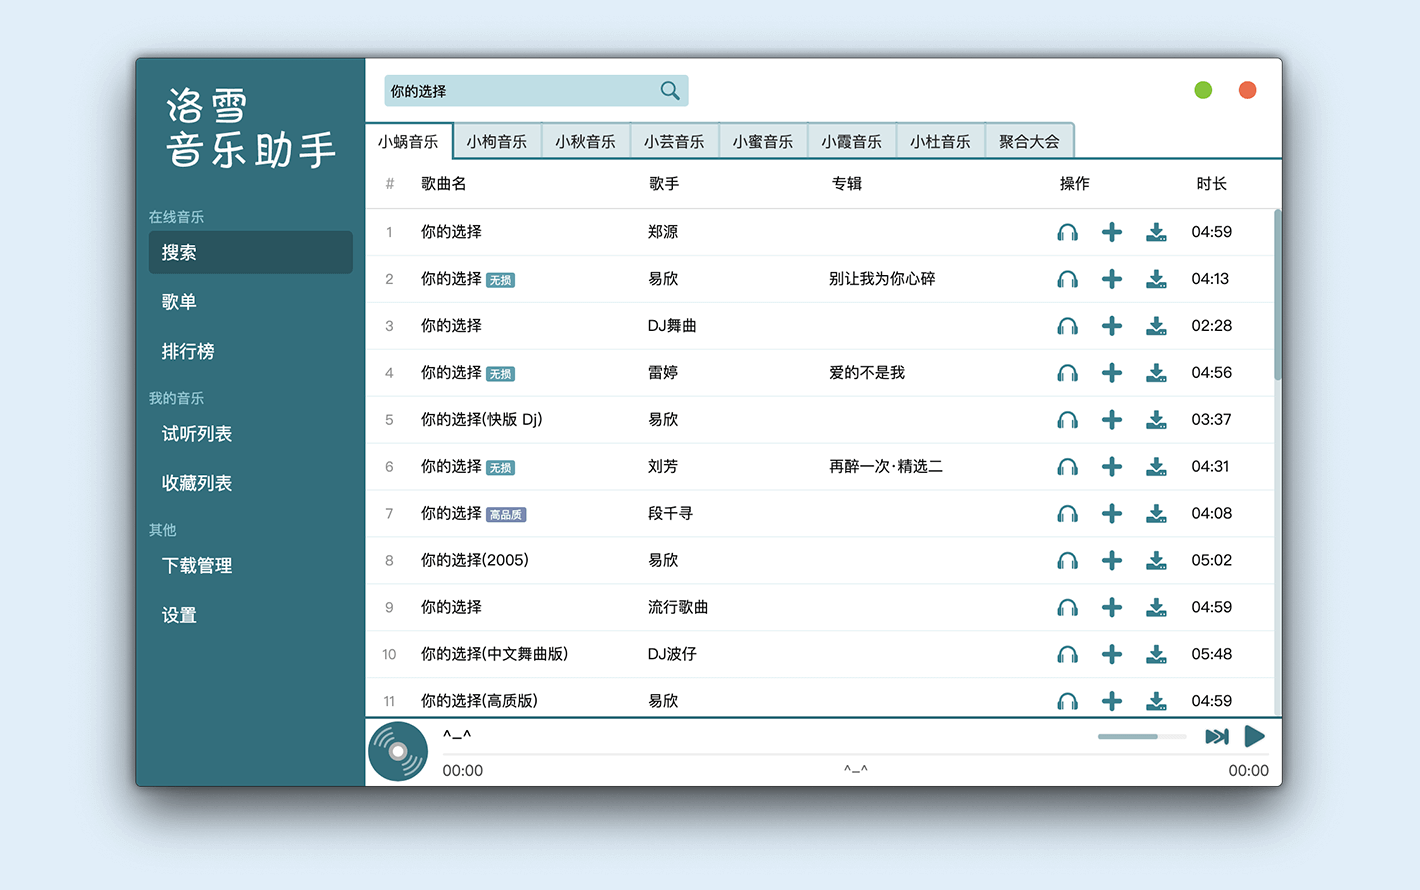 洛雪
音乐助手
在线音乐
搜索
歌单
排行榜
我的音乐
试听列表
收藏列表
其他
下载管理
设置
你的选择
小蜗音乐 小枸音乐 小秋音乐 小芸音乐 小蜜音乐 小霞音乐 小杜音乐 聚合大会
# 歌曲名 歌手 专辑 操作 时长
1 你的选择 郑源 04:59
2 你的选择 无损 易欣 别让我为你心碎 04:13
3 你的选择 DJ舞曲 02:28
4 你的选择 无损 雷婷 爱的不是我 04:56
5 你的选择(快版 Dj) 易欣 03:37
6 你的选择 无损 刘芳 再醉一次·精选二 04:31
7 你的选择 高品质 段千寻 04:08
8 你的选择(2005) 易欣 05:02
9 你的选择 流行歌曲 04:59
10 你的选择(中文舞曲版) DJ波仔 05:48
11 你的选择(高质版) 易欣 04:59
^_^
00:00 ^_^ 00:00